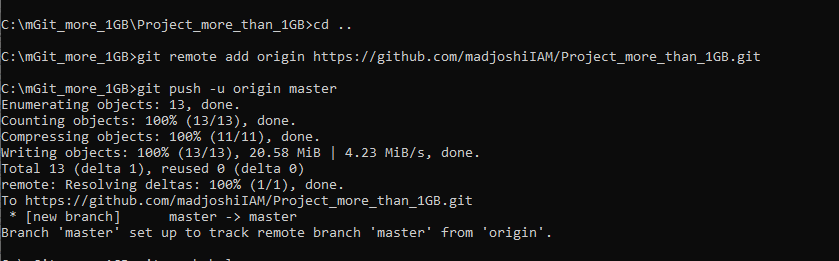 C:\mGit_more_1GB\Project_more_than_1GB>cd ..
C:\mGit_more_1GB>git remote add origin https://github.com/madjoshiIAM/Project_more_than_1GB.git
C:\mGit_more_1GB>git push -u origin master
Enumerating objects: 13, done.
Counting objects: 100% (13/13), done.
Compressing objects: 100% (11/11), done.
Writing objects: 100% (13/13), 20.58 MiB | 4.23 MiB/s, done.
Total 13 (delta 1), reused 0 (delta 0)
remote: Resolving deltas: 100% (1/1), done.
To https://github.com/madjoshiIAM/Project_more_than_1GB.git
 * [new branch]      master -> master
Branch 'master' set up to track remote branch 'master' from 'origin'.